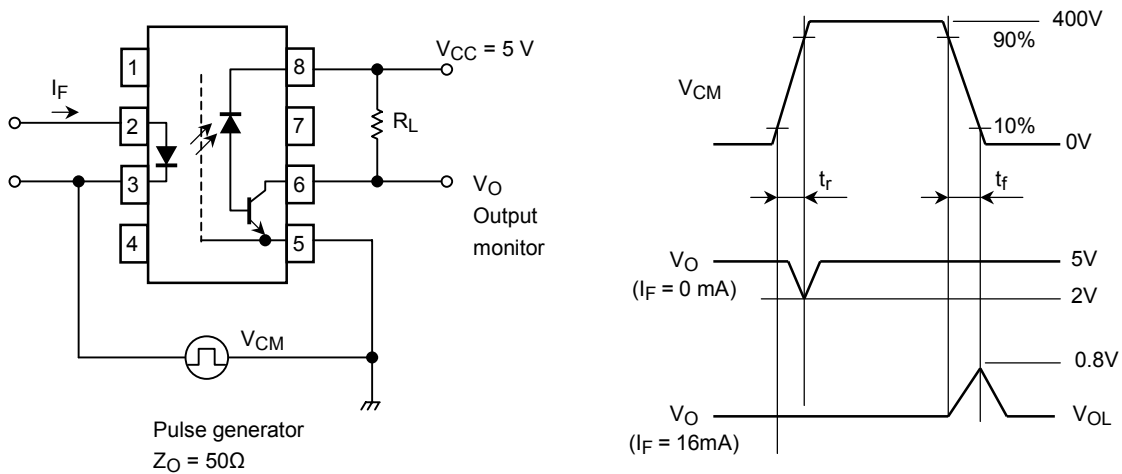 1
2
3
4
8
7
6
5
I_F
V_CC = 5 V
R_L
V_O
Output
monitor
V_CM
Pulse generator
Z_O = 50Ω
V_CM
400V
90%
10%
0V
t_r
t_f
V_O
(I_F = 0 mA)
5V
2V
0.8V
V_O
(I_F = 16mA)
V_OL